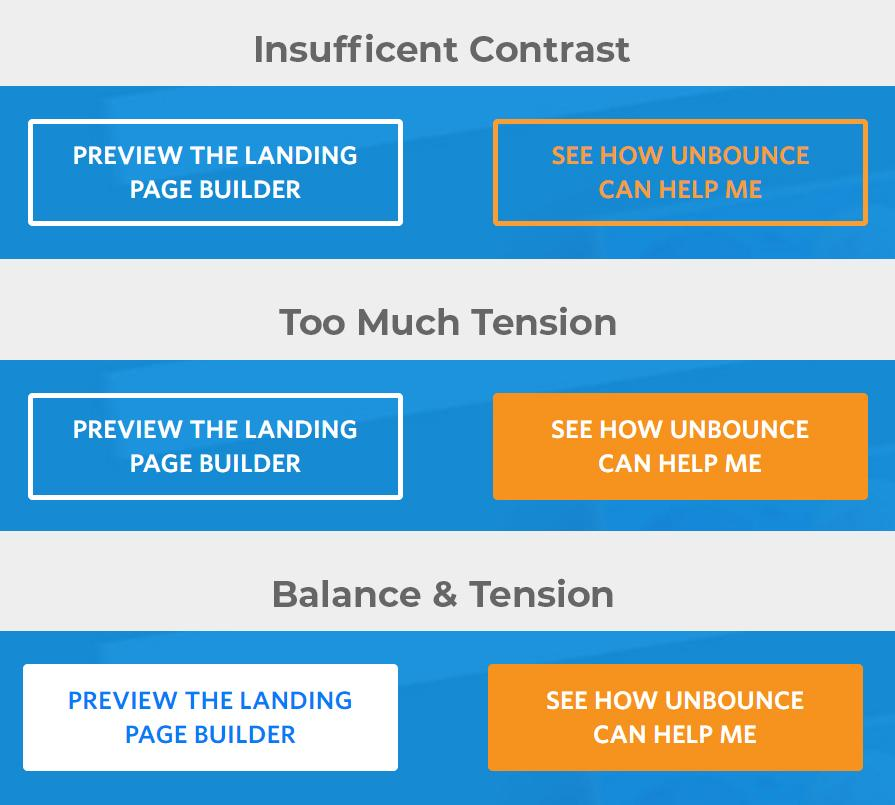 Insufficent Contrast
PREVIEW THE LANDING
PAGE BUILDER
SEE HOW UNBOUNCE
CAN HELP ME
Too Much Tension
PREVIEW THE LANDING
PAGE BUILDER
SEE HOW UNBOUNCE
CAN HELP ME
Balance & Tension
PREVIEW THE LANDING
PAGE BUILDER
SEE HOW UNBOUNCE
CAN HELP ME